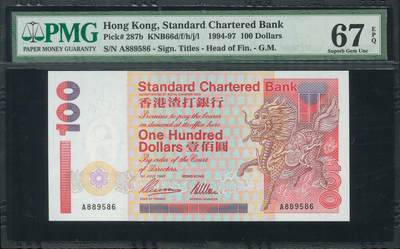 PMG
PAPER MONEY GUARANTY
Hong Kong, Standard Chartered Bank
Pick# 287b KNB66d/f/h/j/l 1994-97 100 Dollars
S/N A889586 - Sign. Titles - Head of Fin. - G.M.
67 EPQ
Superb Gem Unc
Standard Chartered Bank
香港渣打銀行
Promises to pay the bearer
on demand at its office here
One Hundred
Dollars 壹佰圓
By order of the Court
of Directors.
HONG KONG
A889586
A889586
100
100